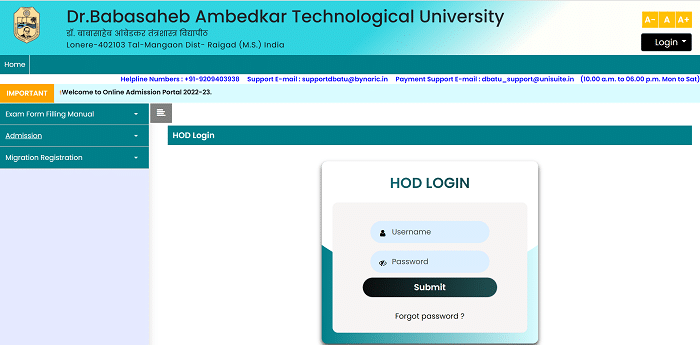 Dr.Babasaheb Ambedkar Technological University
डॉ. बाबासाहेब आंबेडकर तंत्रशास्त्र विद्यापीठ
Lonere-402103 Tal-Mangaon Dist- Raigad (M.S.) India
A- A A+
Login
Home
Helpline Numbers : +91-9209403938 Support E-mail : supportdbatu@bynaric.in Payment Support E-mail : dbatu_support@unisuite.in (10.00 a.m. to 06.00 p.m. Mon to Sat)
IMPORTANT
Welcome to Online Admission Portal 2022-23.
Exam Form Filling Manual
Admission
Migration Registration
HOD Login
HOD LOGIN
Username
Password
Submit
Forgot password ?